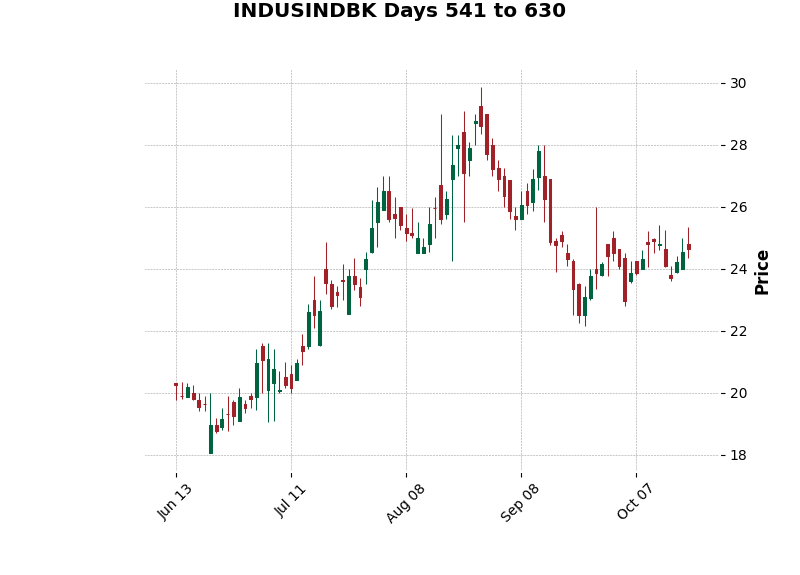 INDUSINDBK Days 541 to 630
30
28
26
24
22
20
18
Price
Jun 13
Jul 11
Aug 08
Sep 08
Oct 07